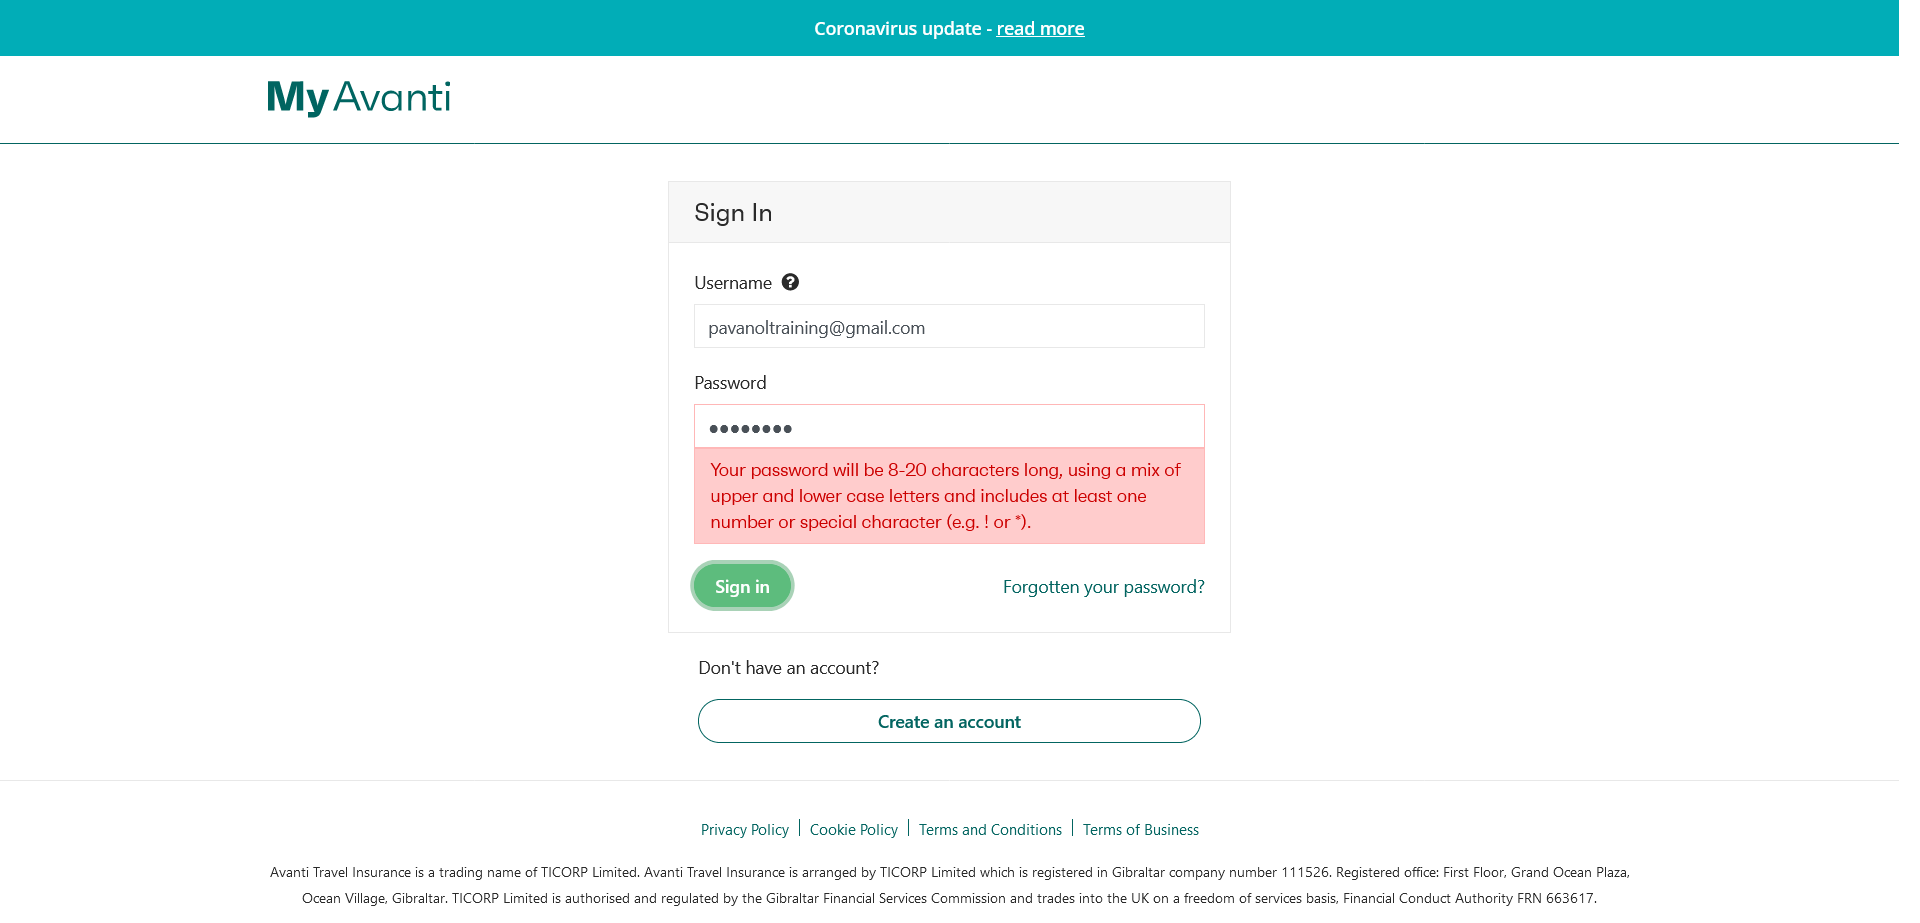 Coronavirus update - read more
My Avanti
Sign In
Username ?
pavanoltraining@gmail.com
Password
••••••••
Your password will be 8-20 characters long, using a mix of
upper and lower case letters and includes at least one
number or special character (e.g. ! or *).
Sign in
Forgotten your password?
Don't have an account?
Create an account
Privacy Policy | Cookie Policy | Terms and Conditions | Terms of Business
Avanti Travel Insurance is a trading name of TICORP Limited. Avanti Travel Insurance is arranged by TICORP Limited which is registered in Gibraltar company number 111526. Registered office: First Floor, Grand Ocean Plaza,
Ocean Village, Gibraltar. TICORP Limited is authorised and regulated by the Gibraltar Financial Services Commission and trades into the UK on a freedom of services basis, Financial Conduct Authority FRN 663617.